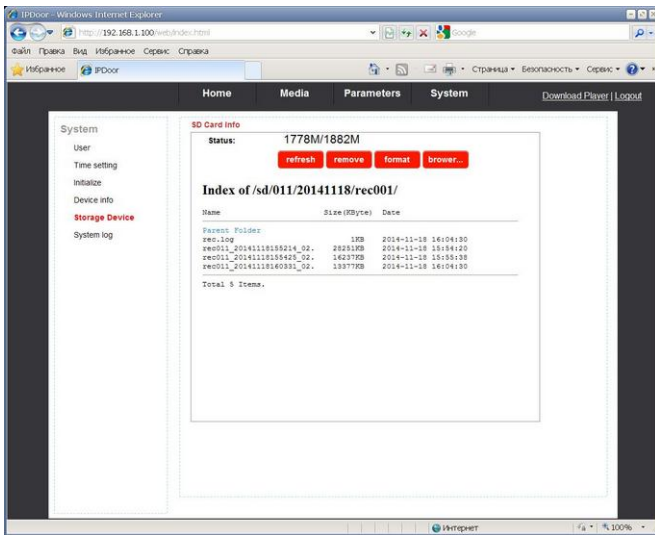 IPDoor - Windows Internet Explorer
http://192.168.1.100/web/index.html
Google
Файл Правка Вид Избранное Сервис Справка
Избранное IPDoor Страница Безопасность Сервис
Home Media Parameters System Download Player | Logout
System
User
Time setting
Initialize
Device info
Storage Device
System log
SD Card Info
Status: 1778M/1882M
refresh remove format brower...
Index of /sd/011/20141118/rec001/
Name Size(KByte) Date
Parent Folder
rec.log 1KB 2014-11-18 16:04:30
rec011_20141118155214_02. 28251KB 2014-11-18 15:54:20
rec011_20141118155425_02. 16237KB 2014-11-18 15:55:38
rec011_20141118160331_02. 13377KB 2014-11-18 16:04:30
Total 5 Items.
Интернет 100%